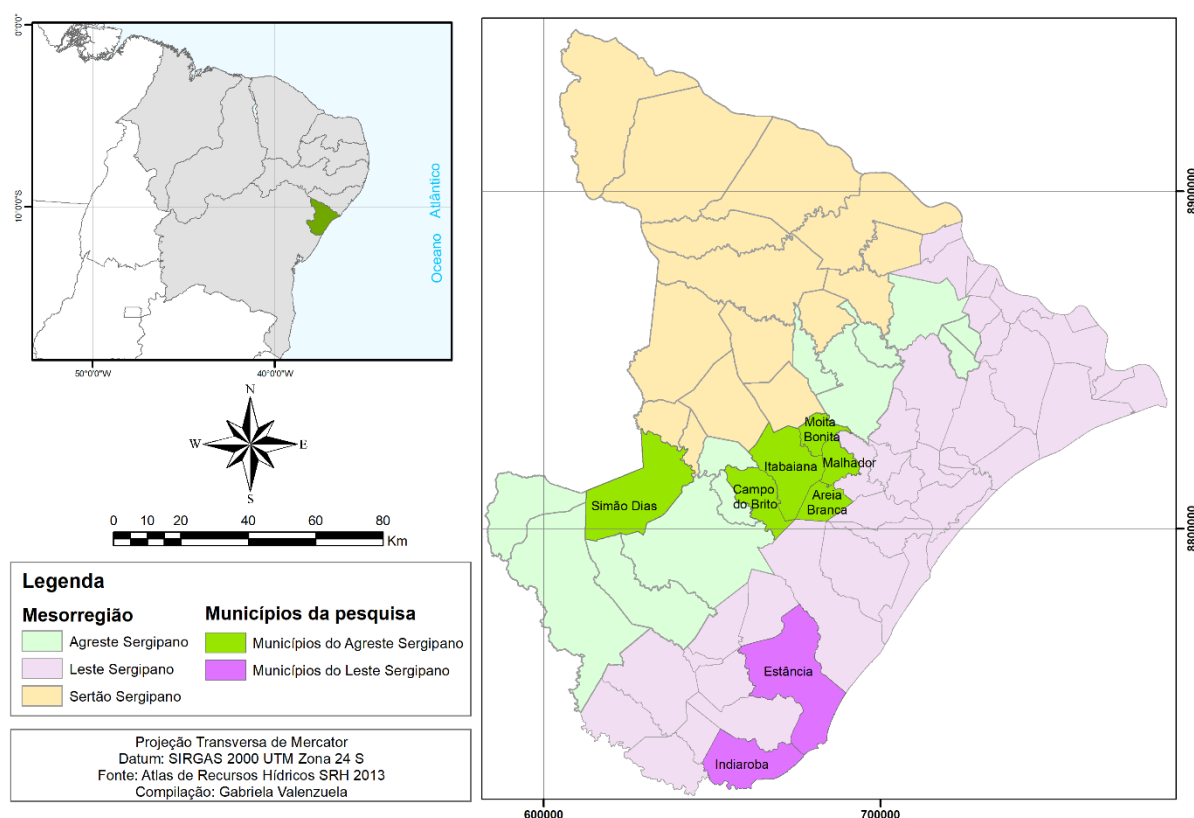 0°0'0"
10°0'0"S
50°0'0"W
40°0'0"W
Oceano Atlântico
N
W
E
S
0 10 20 40 60 80
Km
Legenda
Mesorregião
Agreste Sergipano
Leste Sergipano
Sertão Sergipano
Municípios da pesquisa
Municípios do Agreste Sergipano
Municípios do Leste Sergipano
Projeção Transversa de Mercator
Datum: SIRGAS 2000 UTM Zona 24 S
Fonte: Atlas de Recursos Hídricos SRH 2013
Compilação: Gabriela Valenzuela
Moita
Bonita
Itabaiana
Malhador
Campo
do Brito
Areia
Branca
Simão Dias
Estância
Indiaroba
8900000
8800000
600000
700000